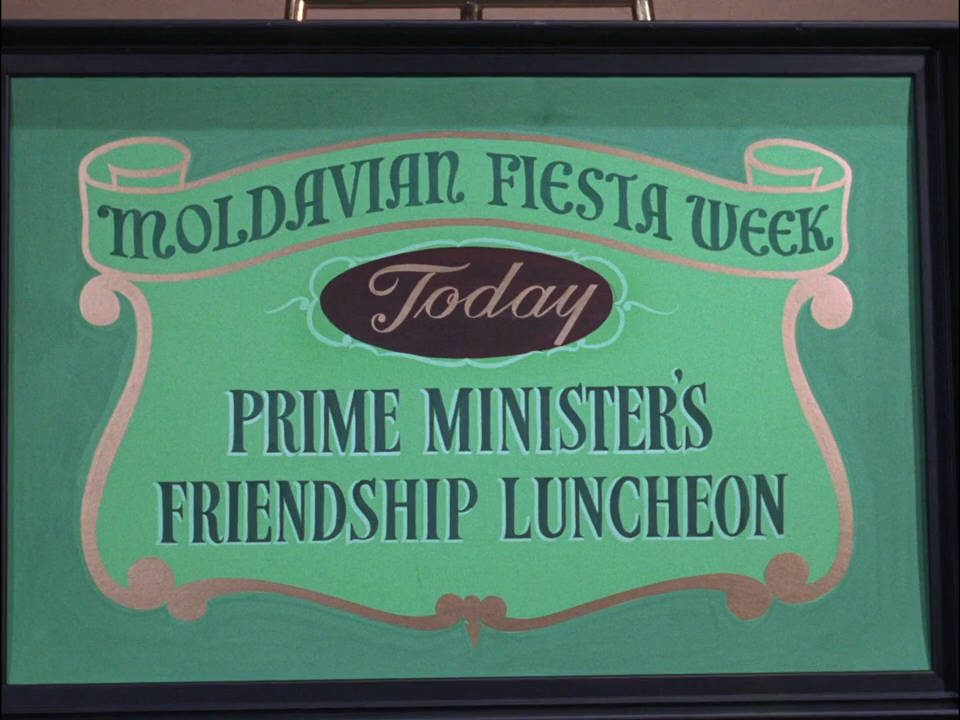 MOLDAVIAN FIESTA WEEK
Today
PRIME MINISTER'S
FRIENDSHIP LUNCHEON